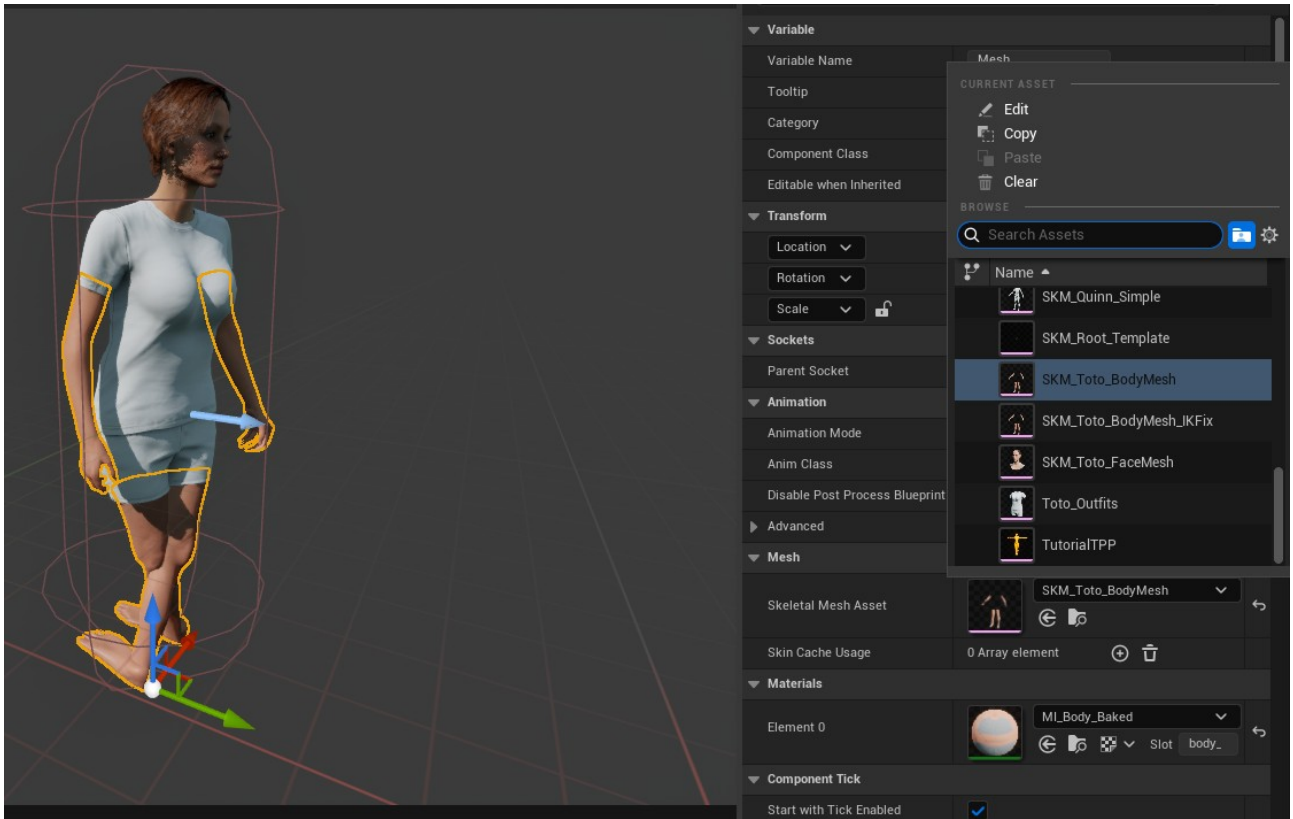 Variable
Variable Name
Mesh
Tooltip
Category
Component Class
Editable when Inherited
Transform
Location
Rotation
Scale
Sockets
Parent Socket
Animation
Animation Mode
Anim Class
Disable Post Process Blueprint
Advanced
CURRENT ASSET
Edit
Copy
Paste
Clear
BROWSE
Search Assets
Name
SKM_Quinn_Simple
SKM_Root_Template
SKM_Toto_BodyMesh
SKM_Toto_BodyMesh_IKFix
SKM_Toto_FaceMesh
Toto_Outfits
TutorialTPP
Mesh
Skeletal Mesh Asset
SKM_Toto_BodyMesh
Skin Cache Usage
0 Array element
Materials
Element 0
MI_Body_Baked
Slot body_
Component Tick
Start with Tick Enabled